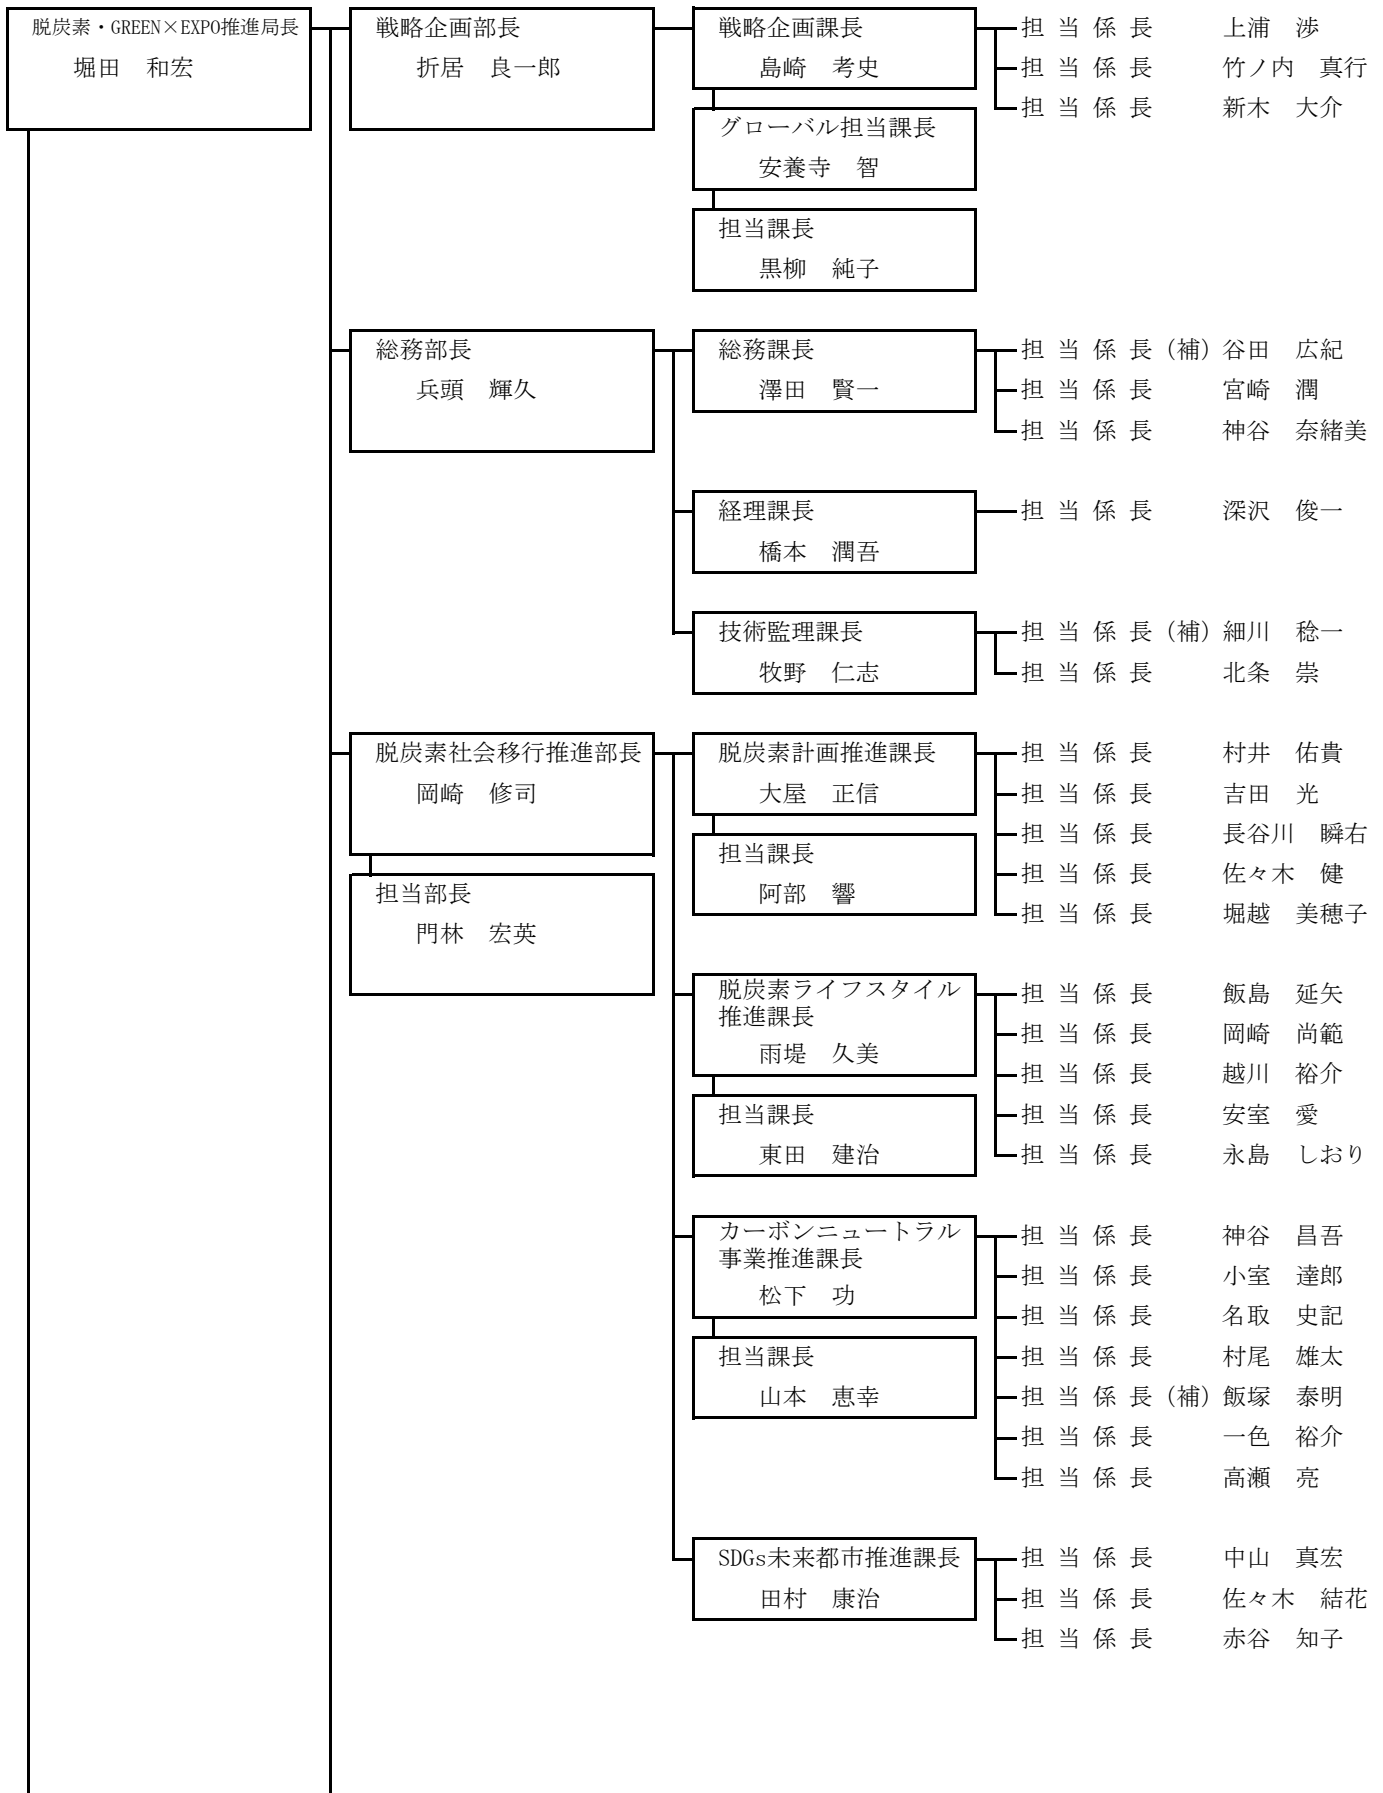 脱炭素・GREEN×EXPO推進局長
堀田　和宏
戦略企画部長
折居　良一郎
戦略企画課長
島崎　考史
担 当 係 長　上浦　渉
担 当 係 長　竹ノ内　真行
担 当 係 長　新木　大介
グローバル担当課長
安養寺　智
担当課長
黒柳　純子
総務部長
兵頭　輝久
総務課長
澤田　賢一
担 当 係 長（補）谷田　広紀
担 当 係 長　宮崎　潤
担 当 係 長　神谷　奈緒美
経理課長
橋本　潤吾
担 当 係 長　深沢　俊一
技術監理課長
牧野　仁志
担 当 係 長（補）細川　稔一
担 当 係 長　北条　崇
脱炭素社会移行推進部長
岡崎　修司
担当部長
門林　宏英
脱炭素計画推進課長
大屋　正信
担当課長
阿部　響
担 当 係 長　村井　佑貴
担 当 係 長　吉田　光
担 当 係 長　長谷川　瞬右
担 当 係 長　佐々木　健
担 当 係 長　堀越　美穂子
脱炭素ライフスタイル
推進課長
雨堤　久美
担当課長
東田　建治
担 当 係 長　飯島　延矢
担 当 係 長　岡崎　尚範
担 当 係 長　越川　裕介
担 当 係 長　安室　愛
担 当 係 長　永島　しおり
カーボンニュートラル
事業推進課長
松下　功
担当課長
山本　恵幸
担 当 係 長　神谷　昌吾
担 当 係 長　小室　達郎
担 当 係 長　名取　史記
担 当 係 長　村尾　雄太
担 当 係 長（補）飯塚　泰明
担 当 係 長　一色　裕介
担 当 係 長　高瀬　亮
SDGs未来都市推進課長
田村　康治
担 当 係 長　中山　真宏
担 当 係 長　佐々木　結花
担 当 係 長　赤谷　知子